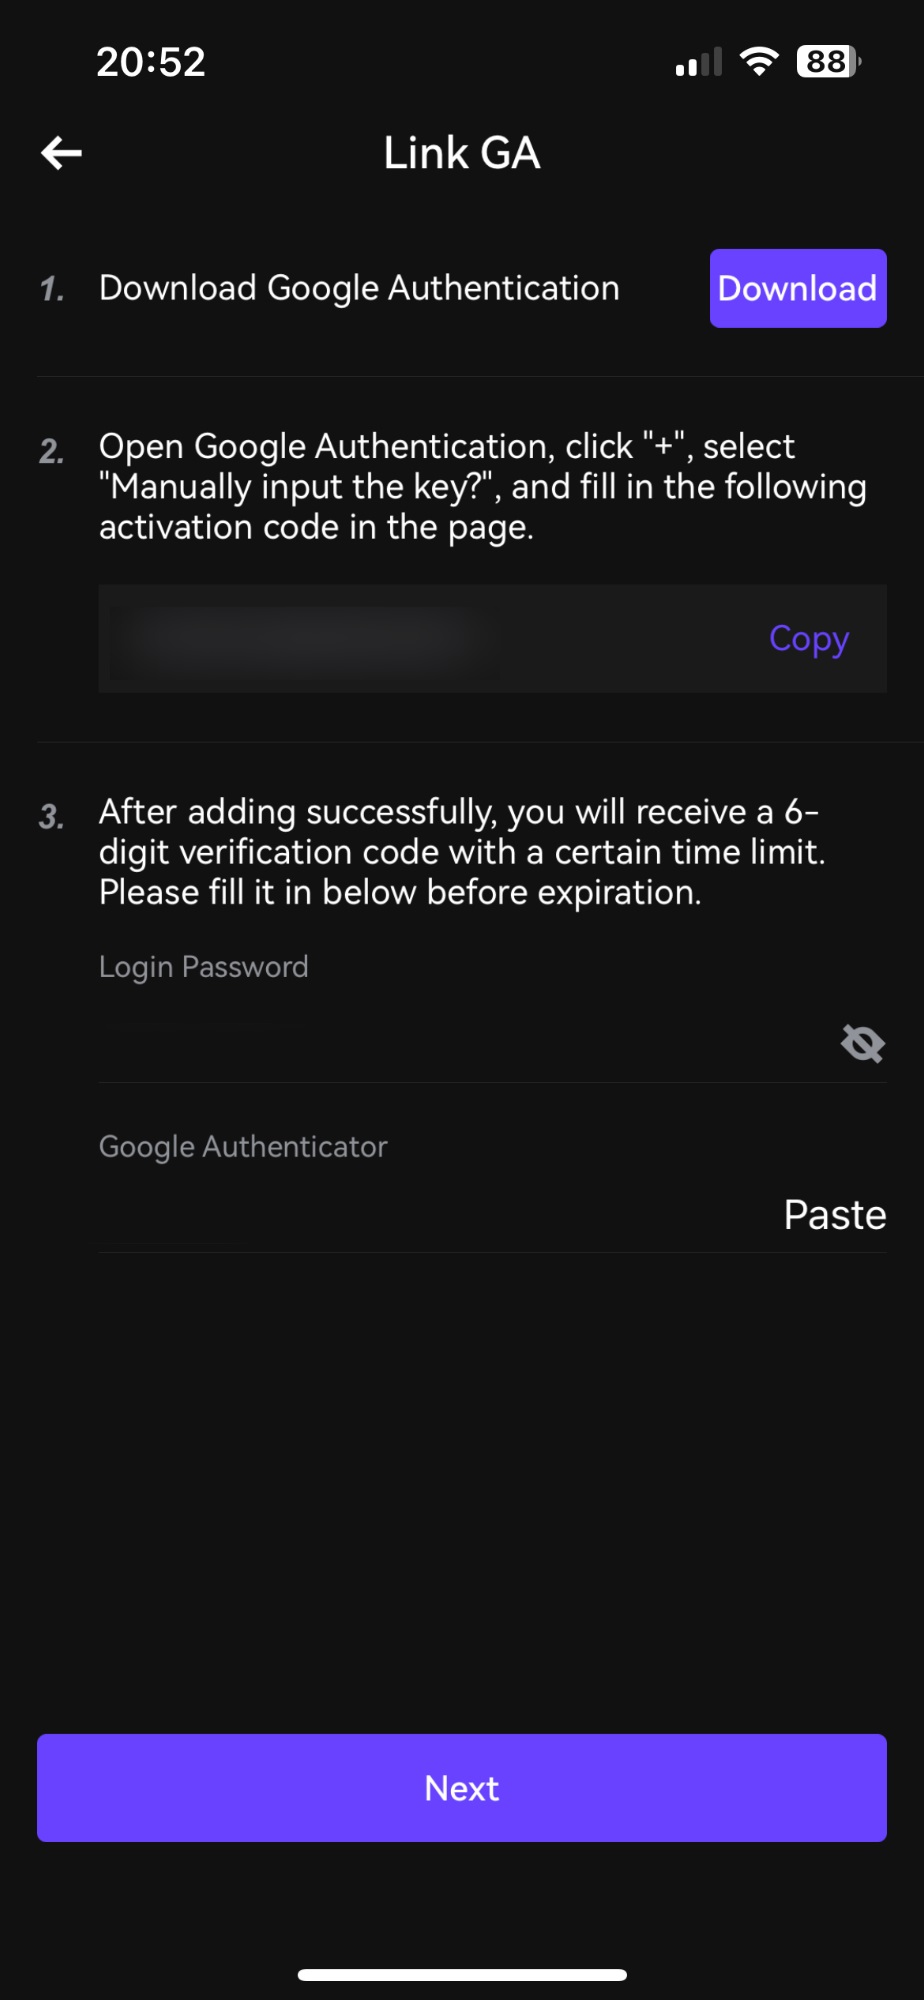 20:52
88
Link GA
1. Download Google Authentication
Download
2. Open Google Authentication, click "+", select
"Manually input the key?", and fill in the following
activation code in the page.
Copy
3. After adding successfully, you will receive a 6-
digit verification code with a certain time limit.
Please fill it in below before expiration.
Login Password
Google Authenticator
Paste
Next